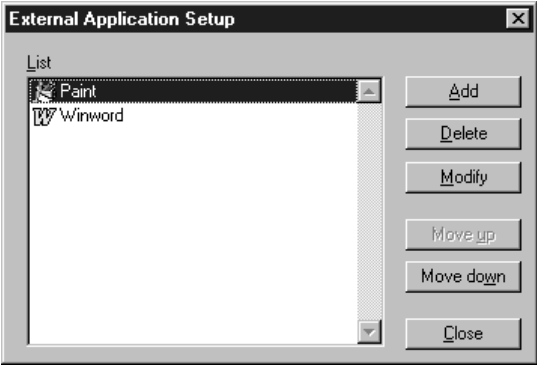 External Application Setup
List
Paint
Winword
Add
Delete
Modify
Move up
Move down
Close